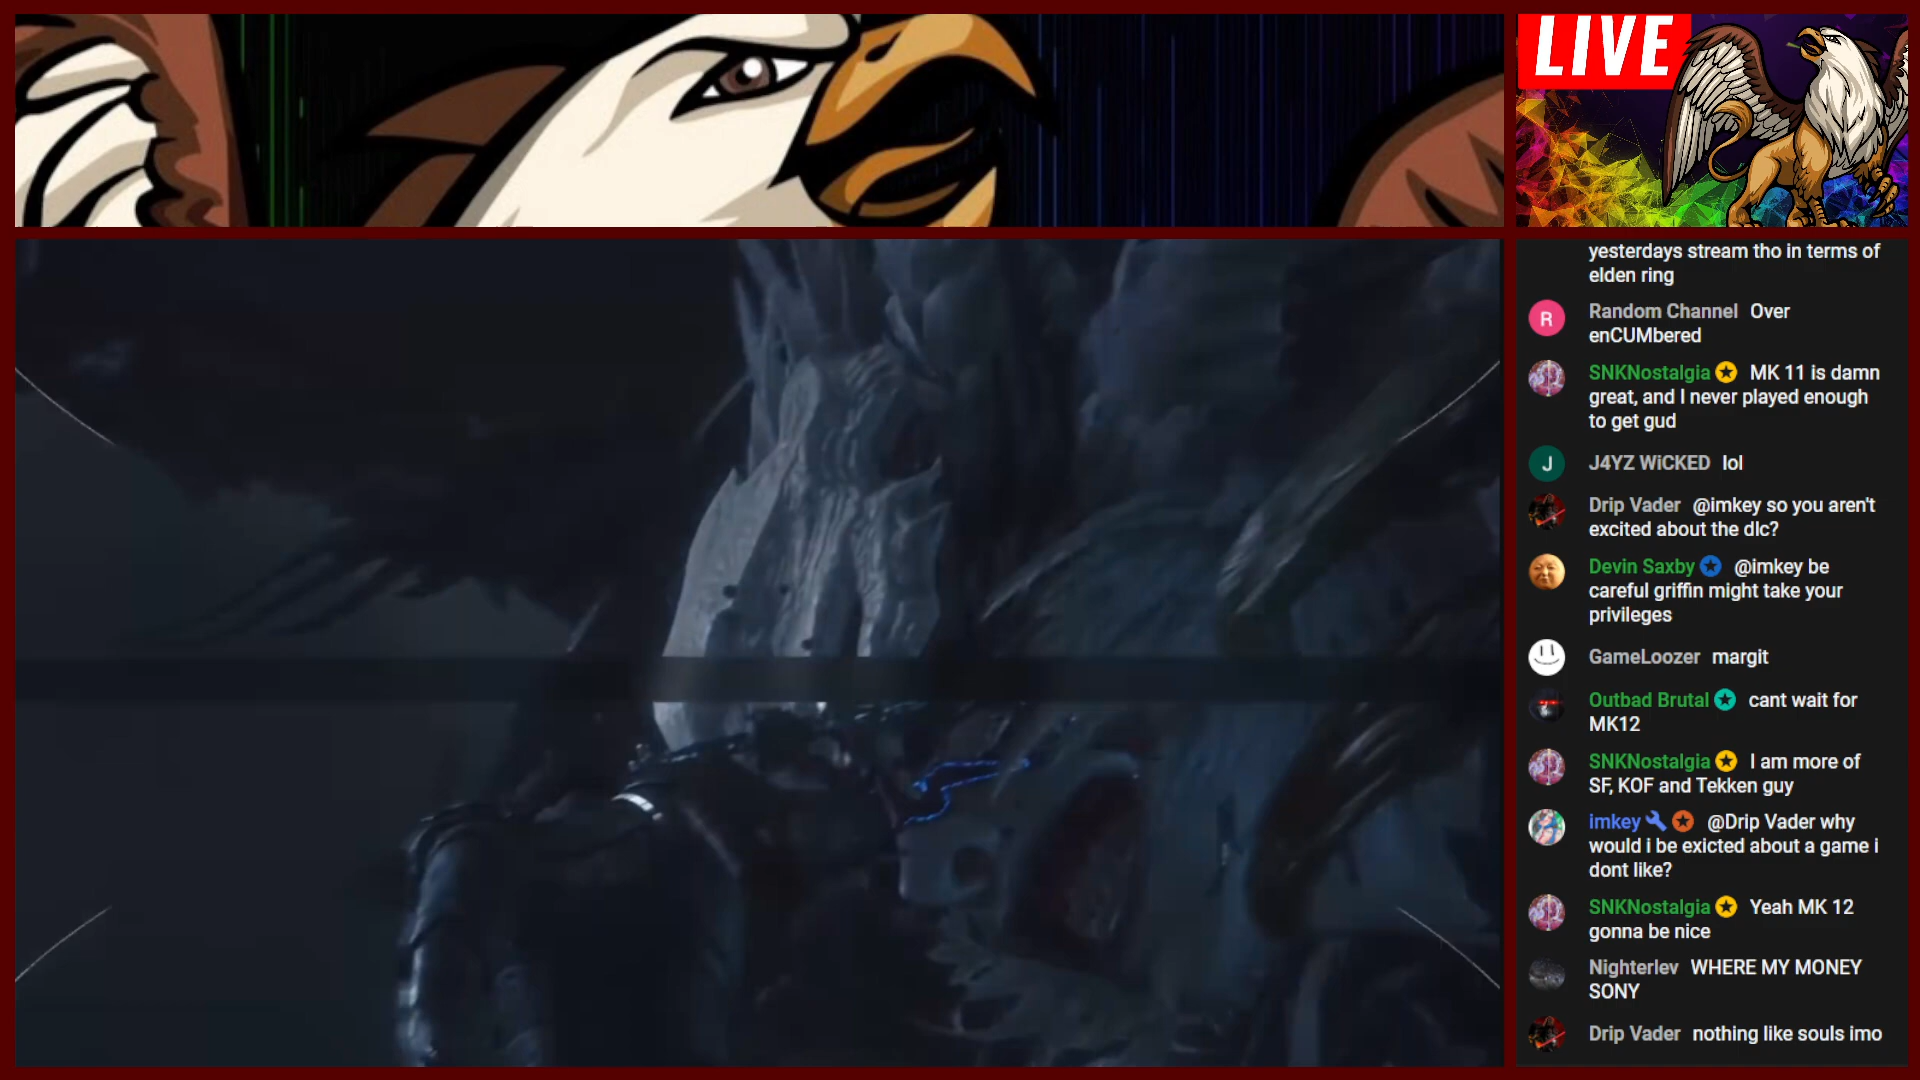 LIVE
yesterdays stream tho in terms of
elden ring
R
Random Channel Over
enCUMbered
SNKNostalgia MK 11 is damn
great, and I never played enough
to get gud
J
J4YZ WiCKED lol
Drip Vader @imkey so you aren't
excited about the dlc?
Devin Saxby @imkey be
careful griffin might take your
privileges
GameLoozer margit
Outbad Brutal cant wait for
MK12
SNKNostalgia I am more of
SF, KOF and Tekken guy
imkey @Drip Vader why
would i be exicted about a game i
dont like?
SNKNostalgia Yeah MK 12
gonna be nice
Nighterlev WHERE MY MONEY
SONY
Drip Vader nothing like souls imo